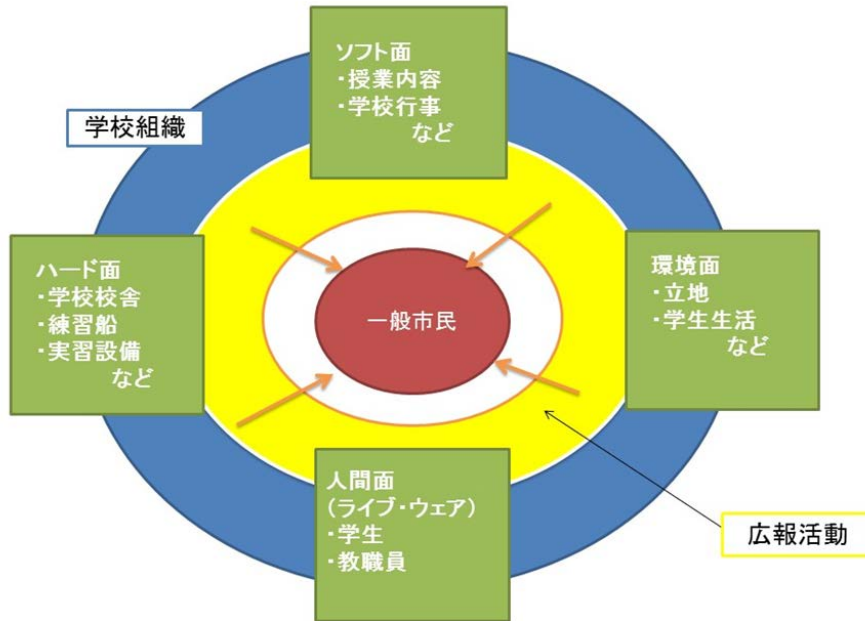 ソフト面
・授業内容
・学校行事
など
学校組織
ハード面
・学校校舎
・練習船
・実習設備
など
一般市民
環境面
・立地
・学生生活
など
人間面
(ライブ・ウェア)
・学生
・教職員
広報活動